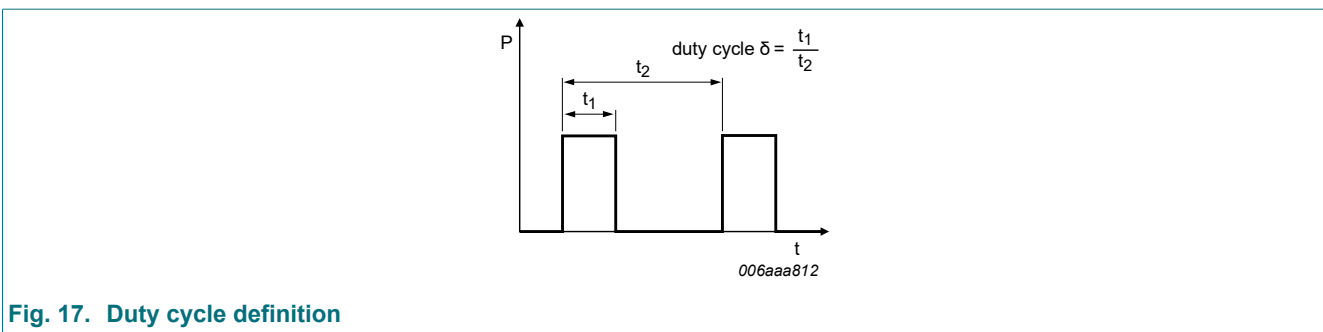 P
duty cycle δ = t1
t2
t2
t1
t
006aaa812
Fig. 17. Duty cycle definition